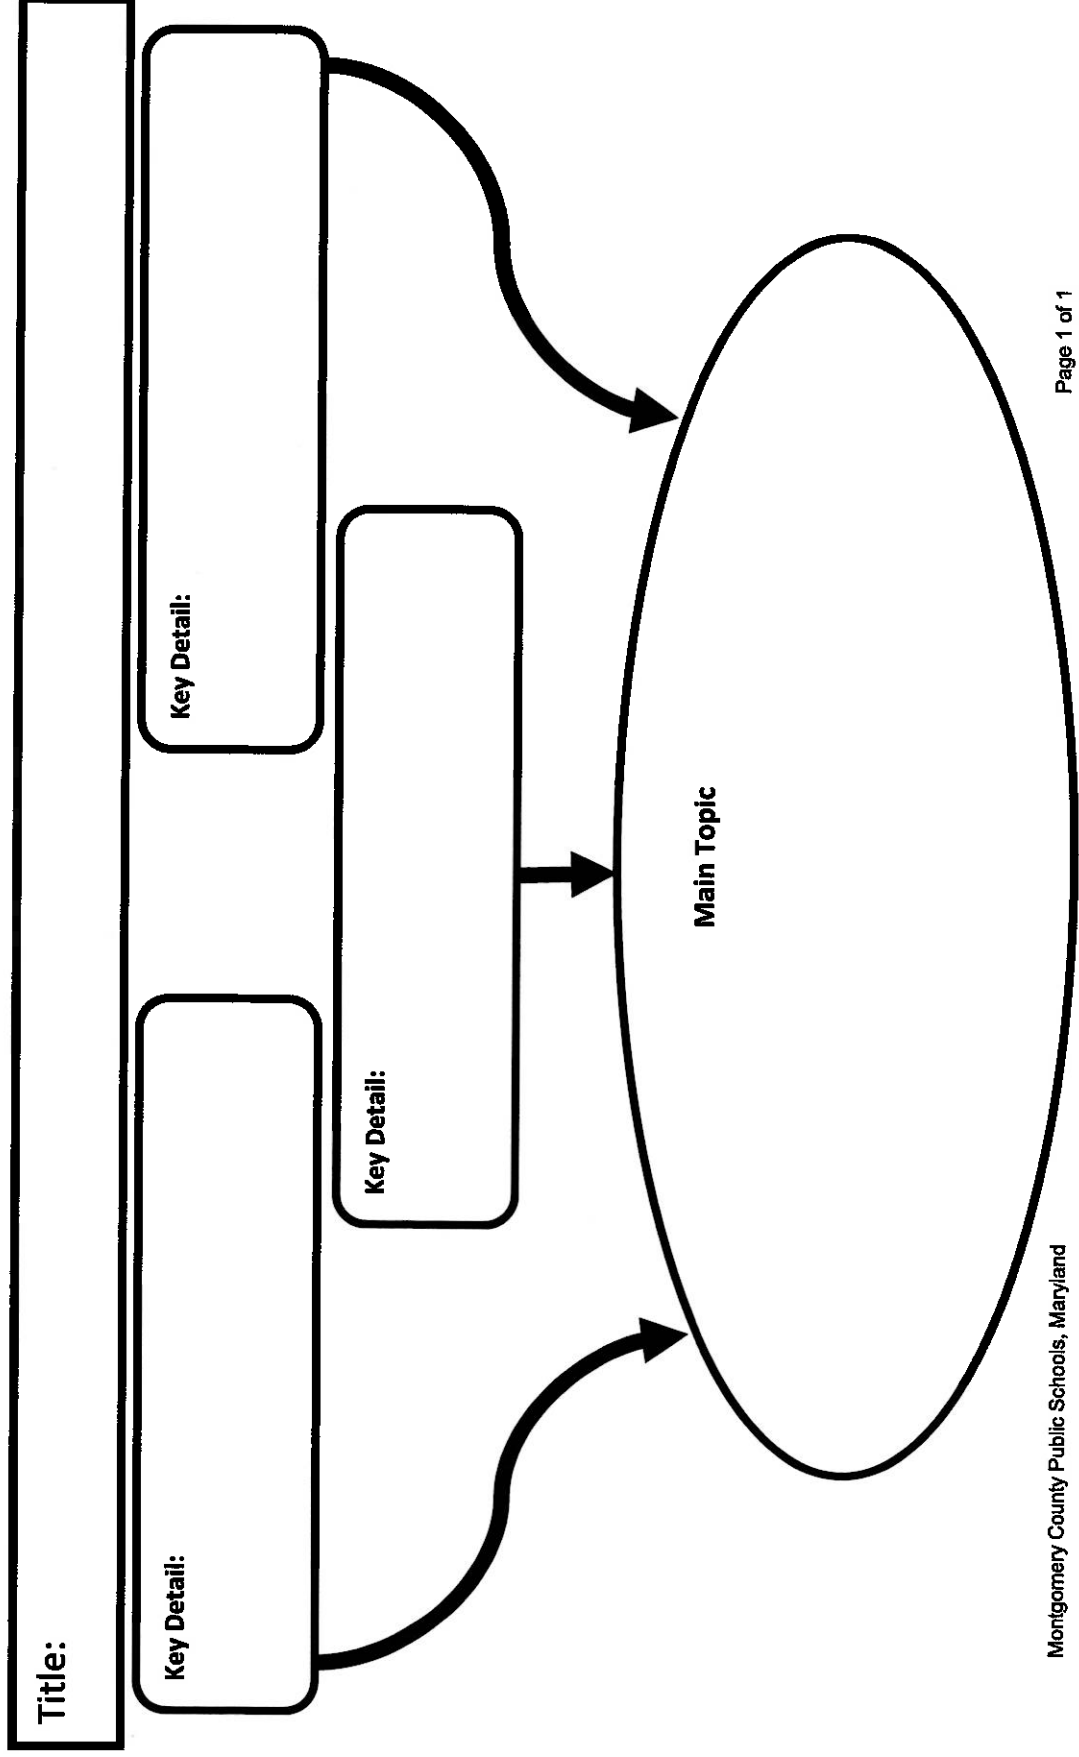 Title:
Key Detail:
Key Detail:
Key Detail:
Main Topic
Montgomery County Public Schools, Maryland
Page 1 of 1